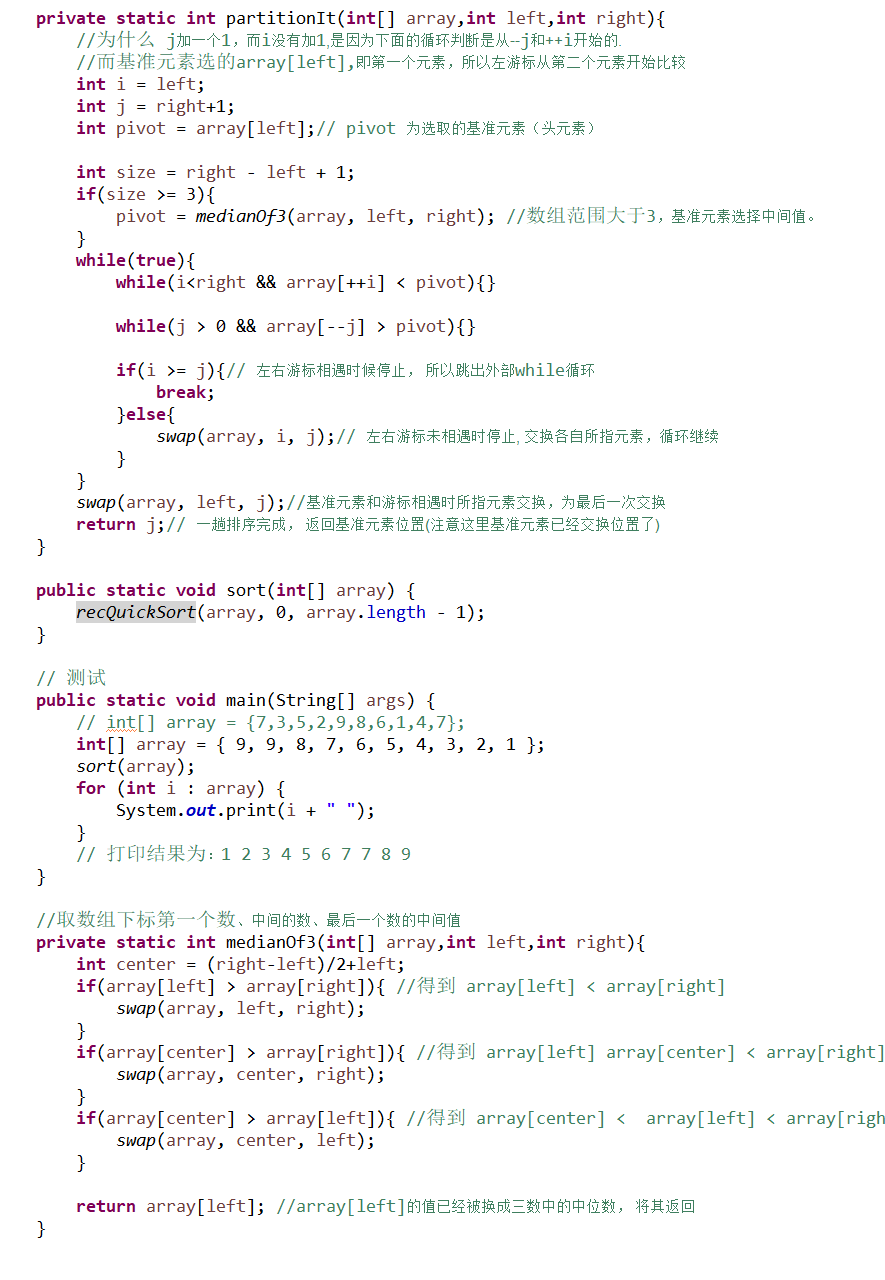 private static int partitionIt(int[] array,int left,int right){
//为什么 j加一个1，而i没有加1,是因为下面的循环判断是从--j和++i开始的.
//而基准元素选的array[left],即第一个元素，所以左游标从第二个元素开始比较
int i = left;
int j = right+1;
int pivot = array[left];// pivot 为选取的基准元素（头元素）
int size = right - left + 1;
if(size >= 3){
pivot = medianOf3(array, left, right); //数组范围大于3，基准元素选择中间值。
}
while(true){
while(i<right && array[++i] < pivot){}
while(j > 0 && array[--j] > pivot){}
if(i >= j){// 左右游标相遇时候停止， 所以跳出外部while循环
break;
}else{
swap(array, i, j);// 左右游标未相遇时停止, 交换各自所指元素，循环继续
}
}
swap(array, left, j);//基准元素和游标相遇时所指元素交换，为最后一次交换
return j;// 一趟排序完成， 返回基准元素位置(注意这里基准元素已经交换位置了)
}
public static void sort(int[] array) {
recQuickSort(array, 0, array.length - 1);
}
// 测试
public static void main(String[] args) {
// int[] array = {7,3,5,2,9,8,6,1,4,7};
int[] array = { 9, 9, 8, 7, 6, 5, 4, 3, 2, 1 };
sort(array);
for (int i : array) {
System.out.print(i + " ");
}
// 打印结果为：1 2 3 4 5 6 7 7 8 9
}
//取数组下标第一个数、中间的数、最后一个数的中间值
private static int medianOf3(int[] array,int left,int right){
int center = (right-left)/2+left;
if(array[left] > array[right]){ //得到 array[left] < array[right]
swap(array, left, right);
}
if(array[center] > array[right]){ //得到 array[left] array[center] < array[right]
swap(array, center, right);
}
if(array[center] > array[left]){ //得到 array[center] <  array[left] < array[righ
swap(array, center, left);
}
return array[left]; //array[left]的值已经被换成三数中的中位数， 将其返回
}